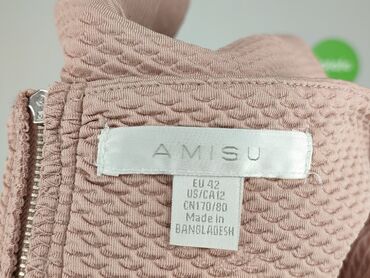 AMISU
EU 42
US/CA12
CN170/80
Made in
BANGLADESH